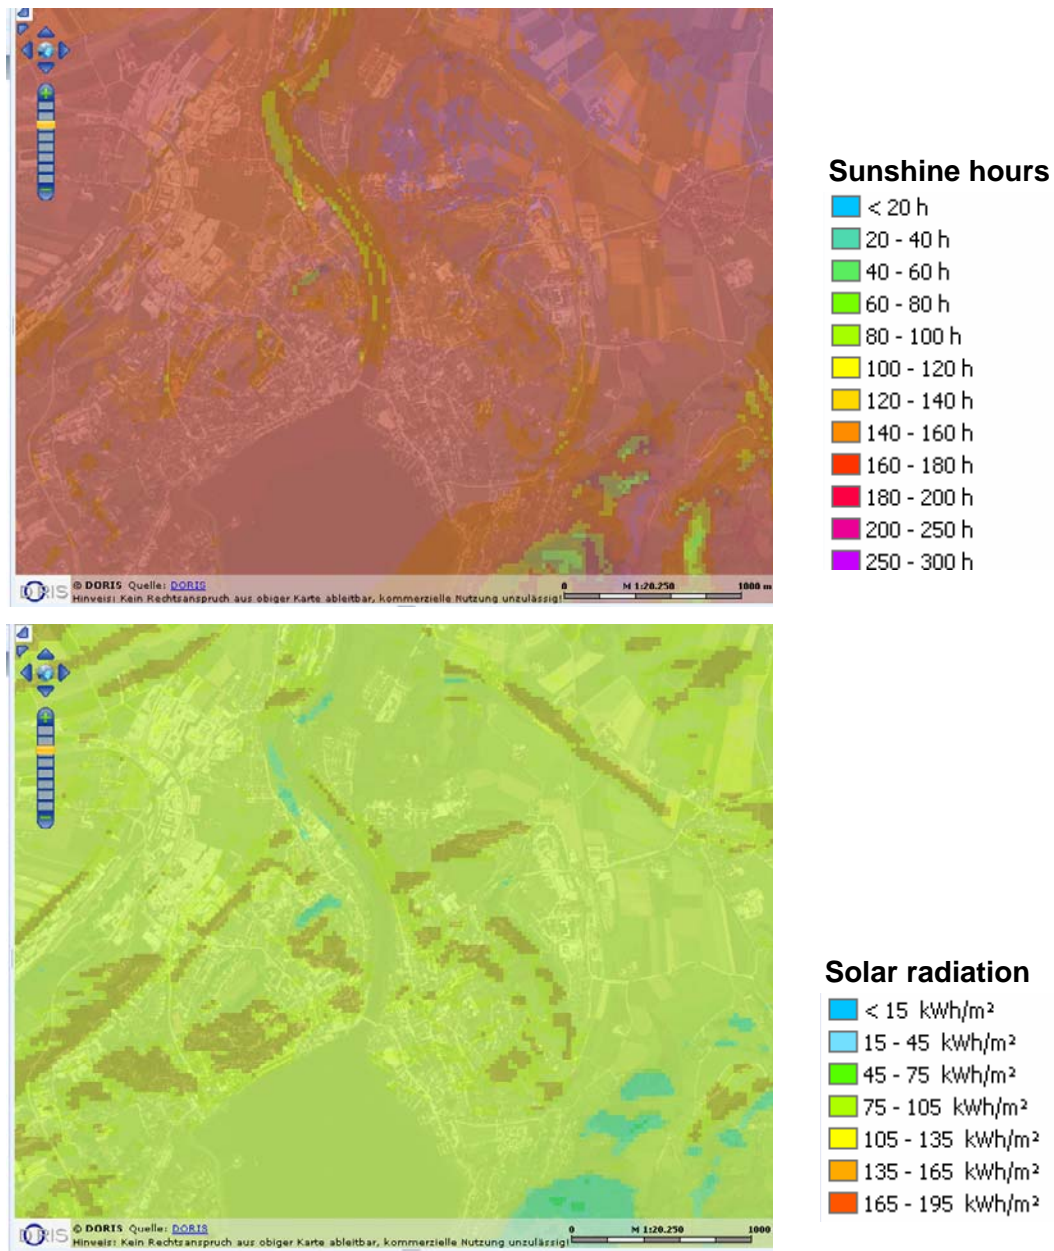 Sunshine hours
< 20 h
20 - 40 h
40 - 60 h
60 - 80 h
80 - 100 h
100 - 120 h
120 - 140 h
140 - 160 h
160 - 180 h
180 - 200 h
200 - 250 h
250 - 300 h
DORIS © DORIS Quelle: DORIS 0 M 1:20.250 1000 m
Hinweis: Kein Rechtsanspruch aus obiger Karte ableitbar, kommerzielle Nutzung unzulässig!
Solar radiation
< 15 kWh/m²
15 - 45 kWh/m²
45 - 75 kWh/m²
75 - 105 kWh/m²
105 - 135 kWh/m²
135 - 165 kWh/m²
165 - 195 kWh/m²
DORIS © DORIS Quelle: DORIS 0 M 1:20.250 1000
Hinweis: Kein Rechtsanspruch aus obiger Karte ableitbar, kommerzielle Nutzung unzulässig!